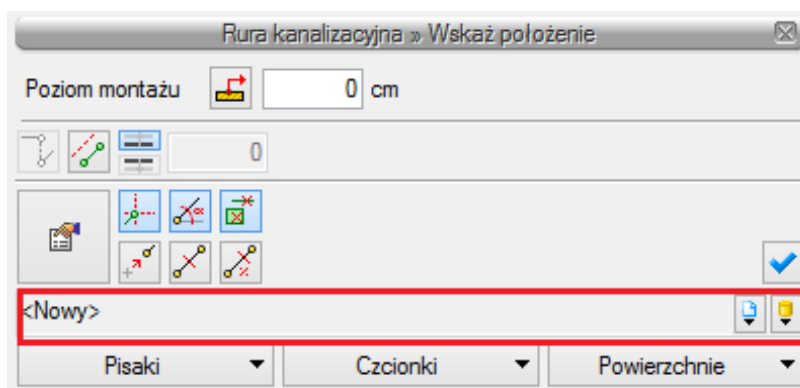 Rura kanalizacyjna » Wskaż położenie
Poziom montażu 0 cm
0
<Nowy>
Pisaki Czcionki Powierzchnie